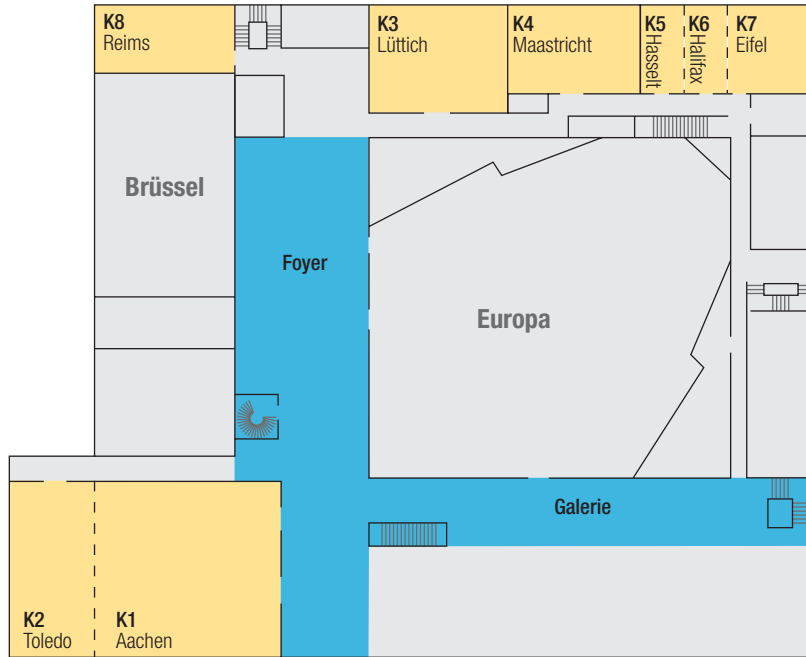 K8
Reims
K3
Lüttich
K4
Maastricht
K5
Hasselt
K6
Halifax
K7
Eifel
Brüssel
Foyer
Europa
Galerie
K2
Toledo
K1
Aachen